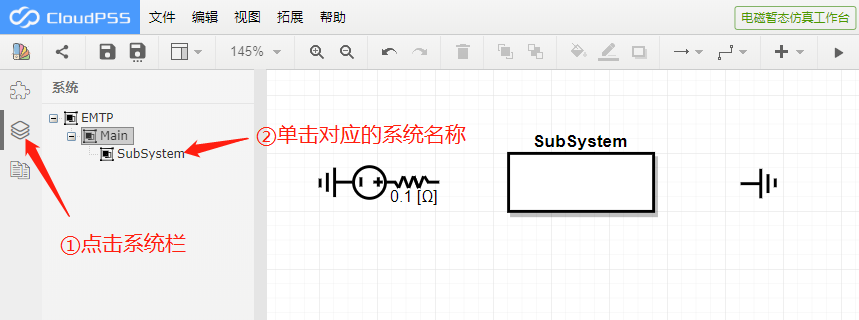 CloudPSS 文件 编辑 视图 拓展 帮助 电磁暂态仿真工作台
145%
系统
EMTP
Main
SubSystem
②单击对应的系统名称
①点击系统栏
SubSystem
0.1 [Ω]